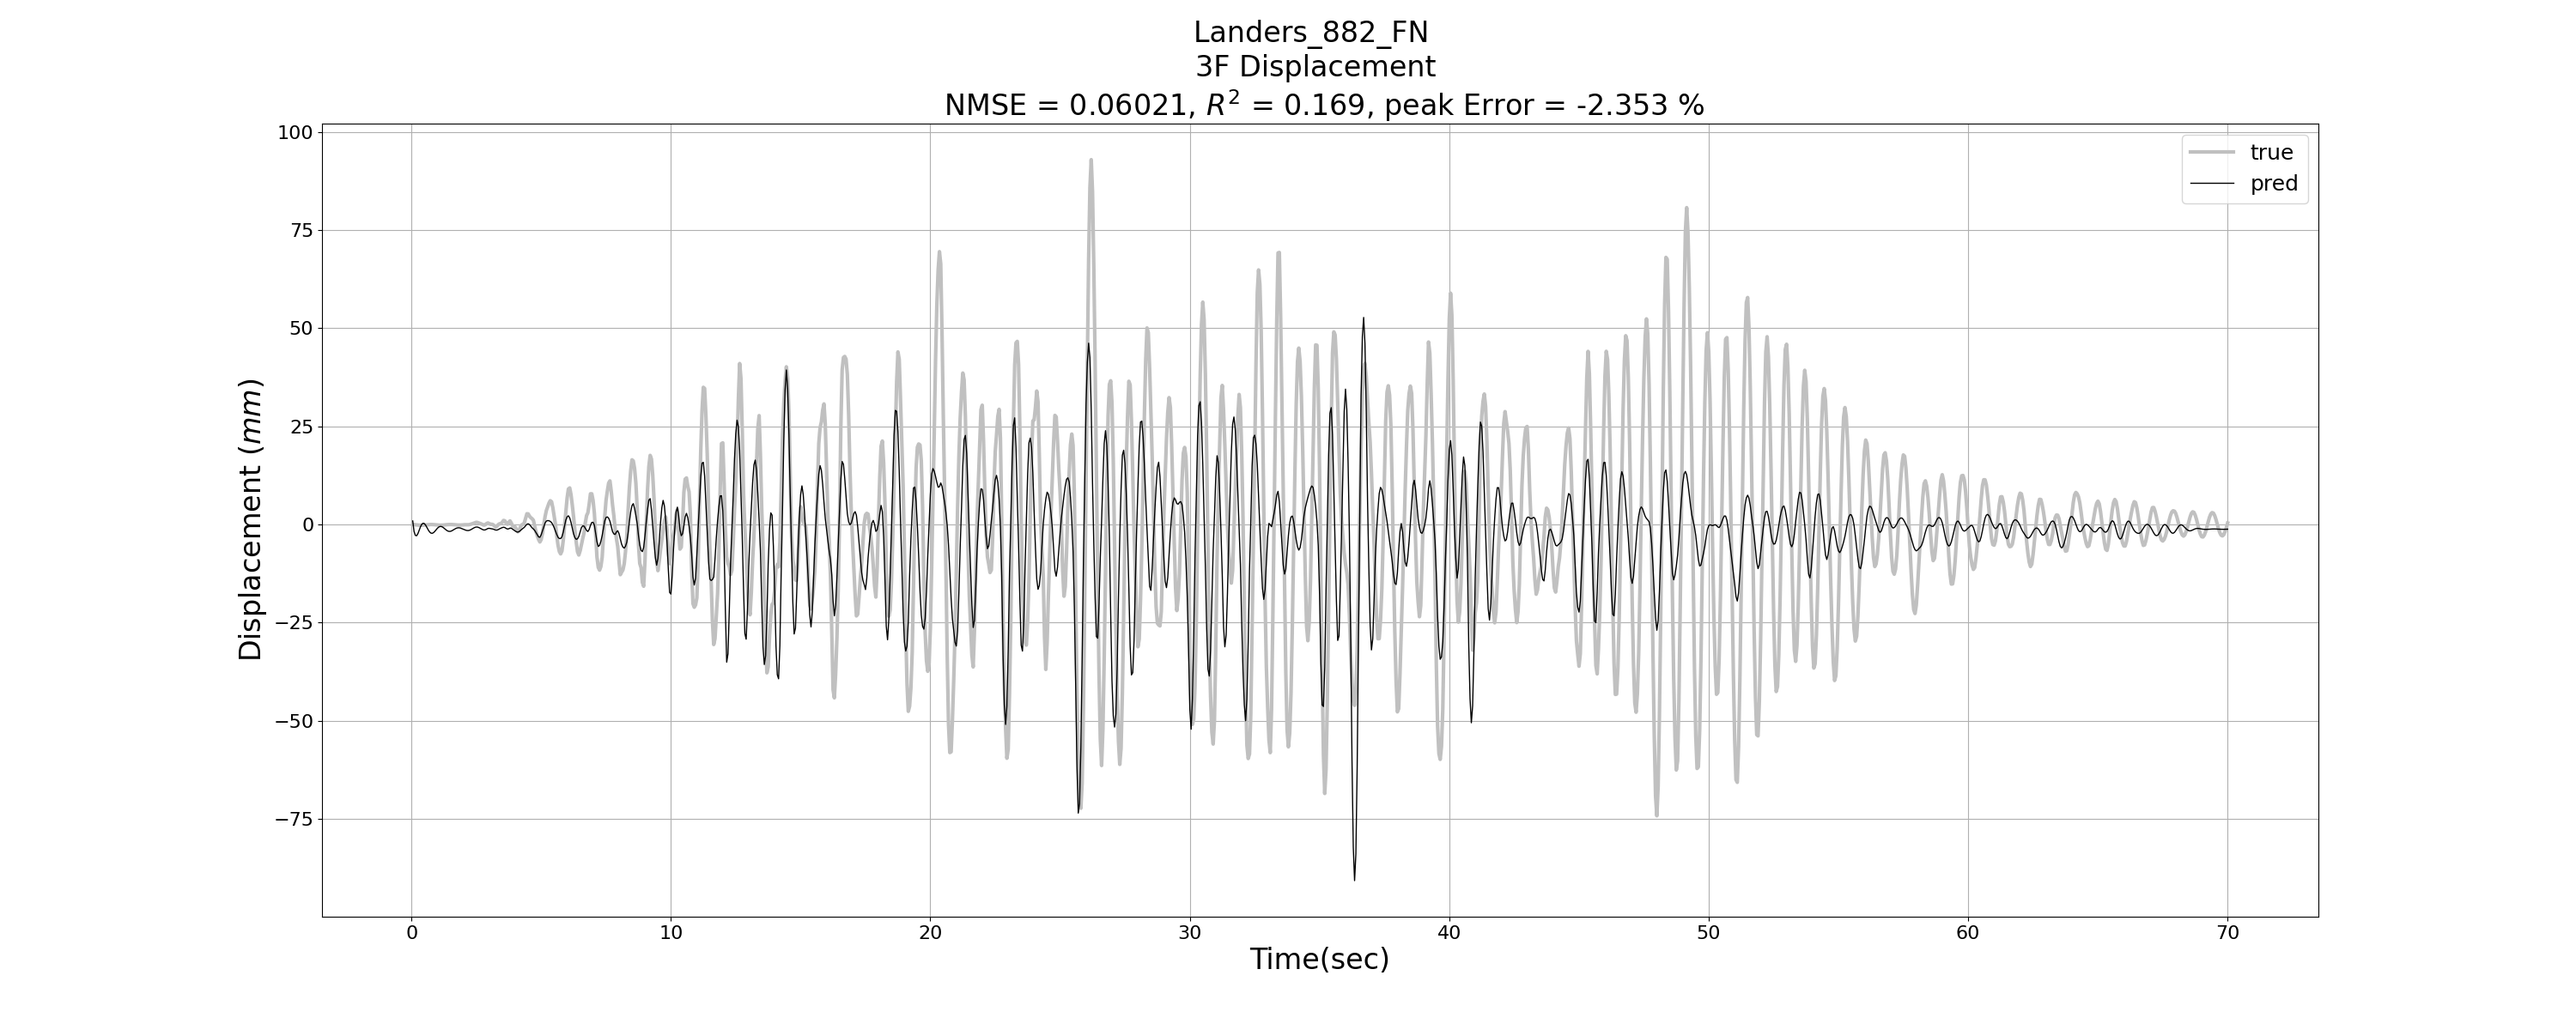 Landers_882_FN
3F Displacement
NMSE = 0.06021, R² = 0.169, peak Error = -2.353 %
100
75
50
25
0
−25
−50
−75
Displacement (mm)
true
pred
0 10 20 30 40 50 60 70
Time(sec)